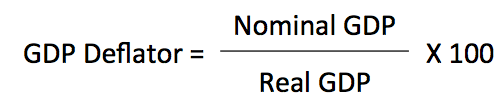 Nominal GDP
GDP Deflator = X 100
Real GDP